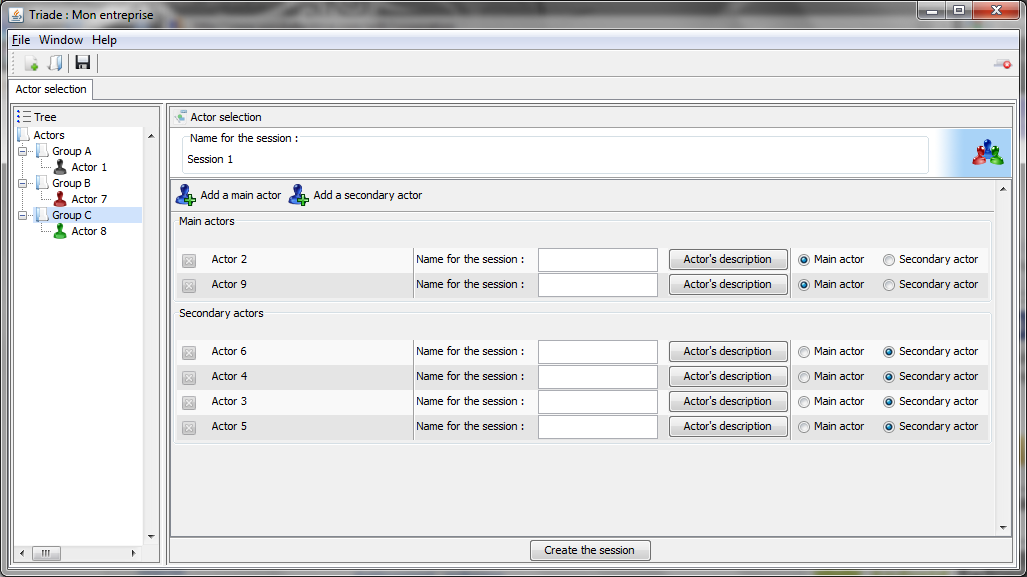 Triade : Mon entreprise
File Window Help
Actor selection
Tree
Actors
Group A
Actor 1
Group B
Actor 7
Group C
Actor 8
Actor selection
Name for the session :
Session 1
Add a main actor Add a secondary actor
Main actors
Actor 2 Name for the session : Actor's description Main actor Secondary actor
Actor 9 Name for the session : Actor's description Main actor Secondary actor
Secondary actors
Actor 6 Name for the session : Actor's description Main actor Secondary actor
Actor 4 Name for the session : Actor's description Main actor Secondary actor
Actor 3 Name for the session : Actor's description Main actor Secondary actor
Actor 5 Name for the session : Actor's description Main actor Secondary actor
Create the session